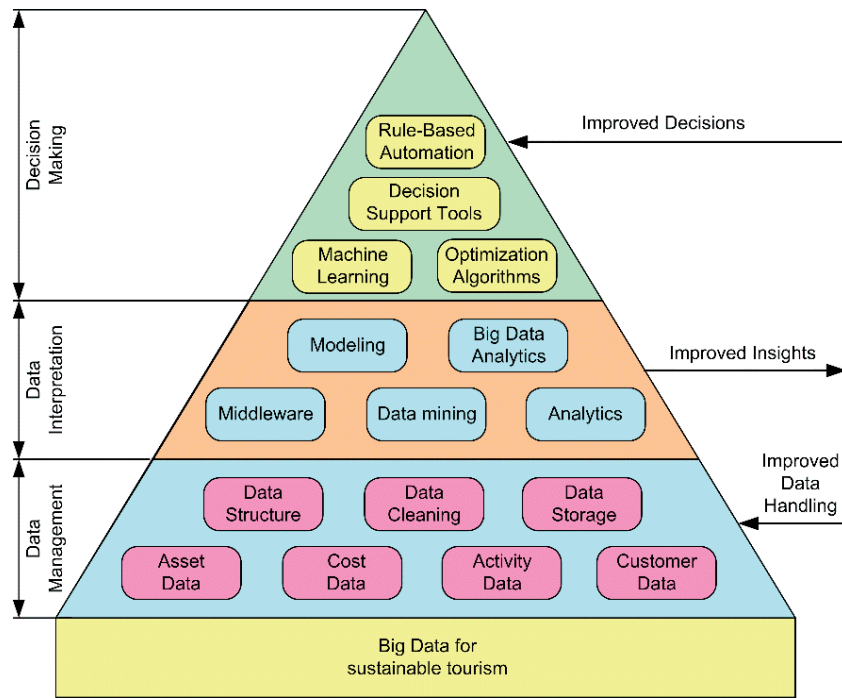 Decision
Making
Rule-Based
Automation
Improved Decisions
Decision
Support Tools
Machine
Learning
Optimization
Algorithms
Data
Interpretation
Modeling
Big Data
Analytics
Improved Insights
Middleware
Data mining
Analytics
Data
Management
Data
Structure
Data
Cleaning
Data
Storage
Improved
Data
Handling
Asset
Data
Cost
Data
Activity
Data
Customer
Data
Big Data for
sustainable tourism